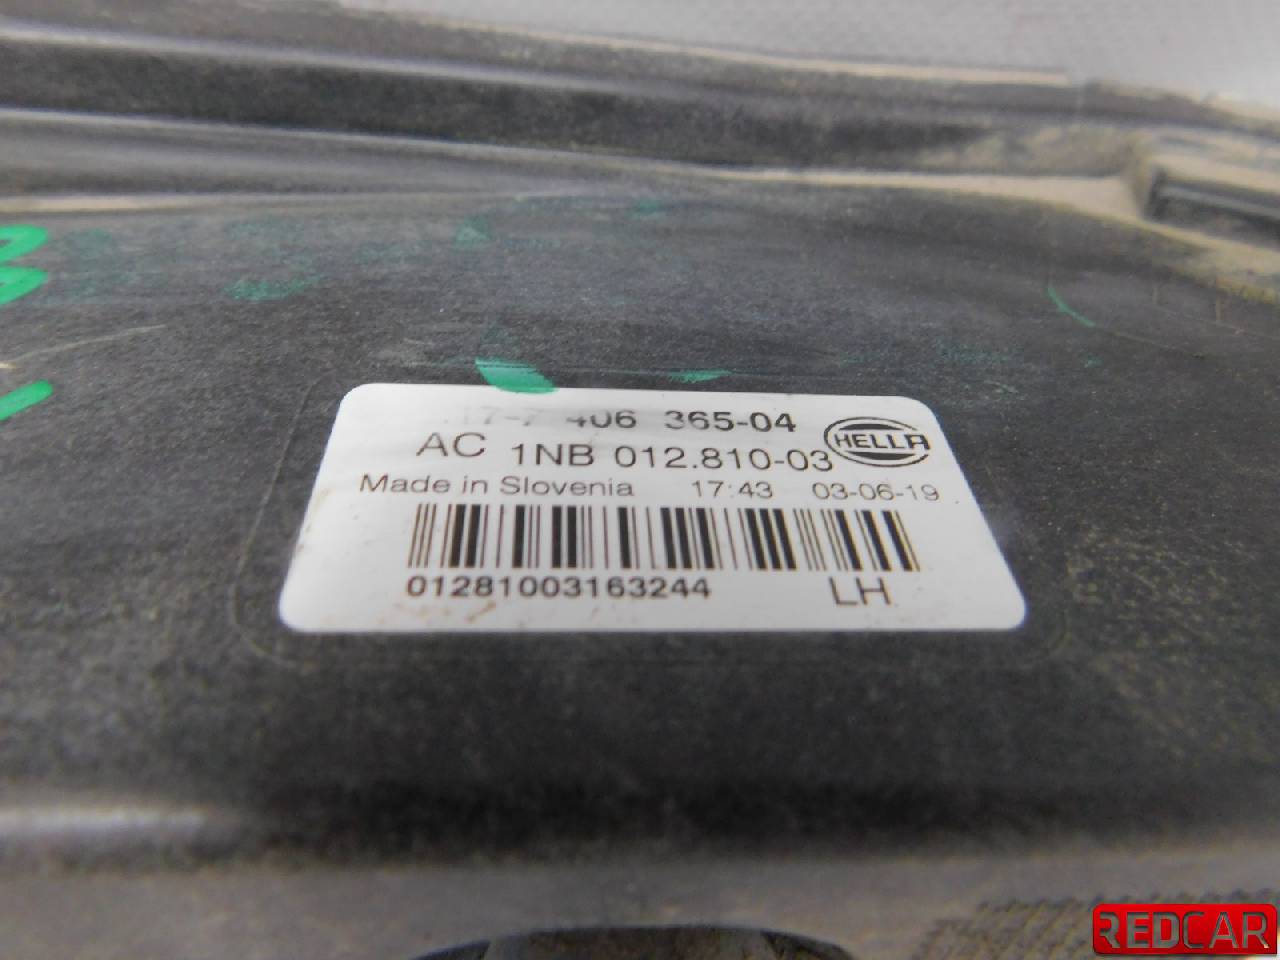 406 365-04
HELLA
AC 1NB 012.810-03
Made in Slovenia 17:43 03-06-19
01281003163244
LH
REDCAR